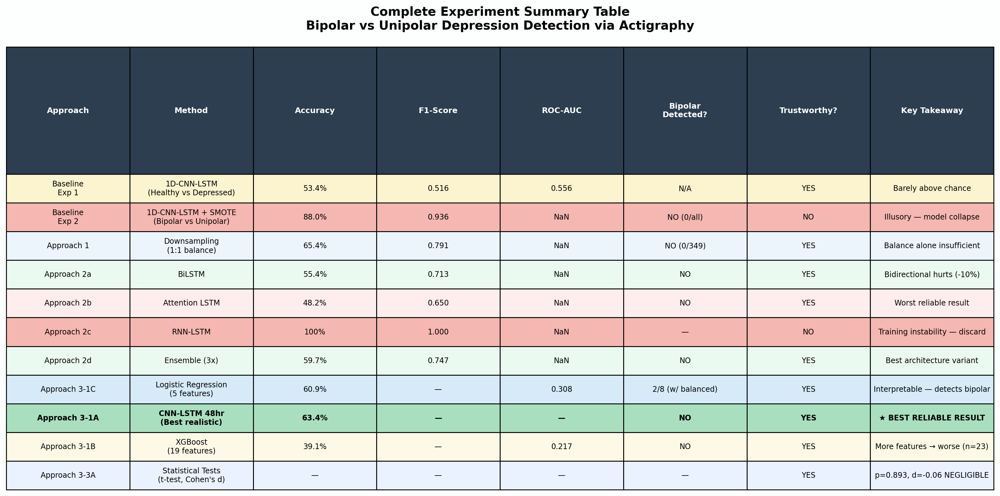 Complete Experiment Summary Table
Bipolar vs Unipolar Depression Detection via Actigraphy
Approach
Method
Accuracy
F1-Score
ROC-AUC
Bipolar
Detected?
Trustworthy?
Key Takeaway
Baseline
Exp 1
1D-CNN-LSTM
(Healthy vs Depressed)
53.4%
0.516
0.556
N/A
YES
Barely above chance
Baseline
Exp 2
1D-CNN-LSTM + SMOTE
(Bipolar vs Unipolar)
88.0%
0.936
NaN
NO (0/all)
NO
Illusory — model collapse
Approach 1
Downsampling
(1:1 balance)
65.4%
0.791
NaN
NO (0/349)
YES
Balance alone insufficient
Approach 2a
BiLSTM
55.4%
0.713
NaN
NO
YES
Bidirectional hurts (-10%)
Approach 2b
Attention LSTM
48.2%
0.650
NaN
NO
YES
Worst reliable result
Approach 2c
RNN-LSTM
100%
1.000
NaN
—
NO
Training instability — discard
Approach 2d
Ensemble (3x)
59.7%
0.747
NaN
NO
YES
Best architecture variant
Approach 3-1C
Logistic Regression
(5 features)
60.9%
—
0.308
2/8 (w/ balanced)
YES
Interpretable — detects bipolar
Approach 3-1A
CNN-LSTM 48hr
(Best realistic)
63.4%
—
—
NO
YES
★ BEST RELIABLE RESULT
Approach 3-1B
XGBoost
(19 features)
39.1%
—
0.217
NO
YES
More features → worse (n=23)
Approach 3-3A
Statistical Tests
(t-test, Cohen's d)
—
—
—
—
YES
p=0.893, d=-0.06 NEGLIGIBLE